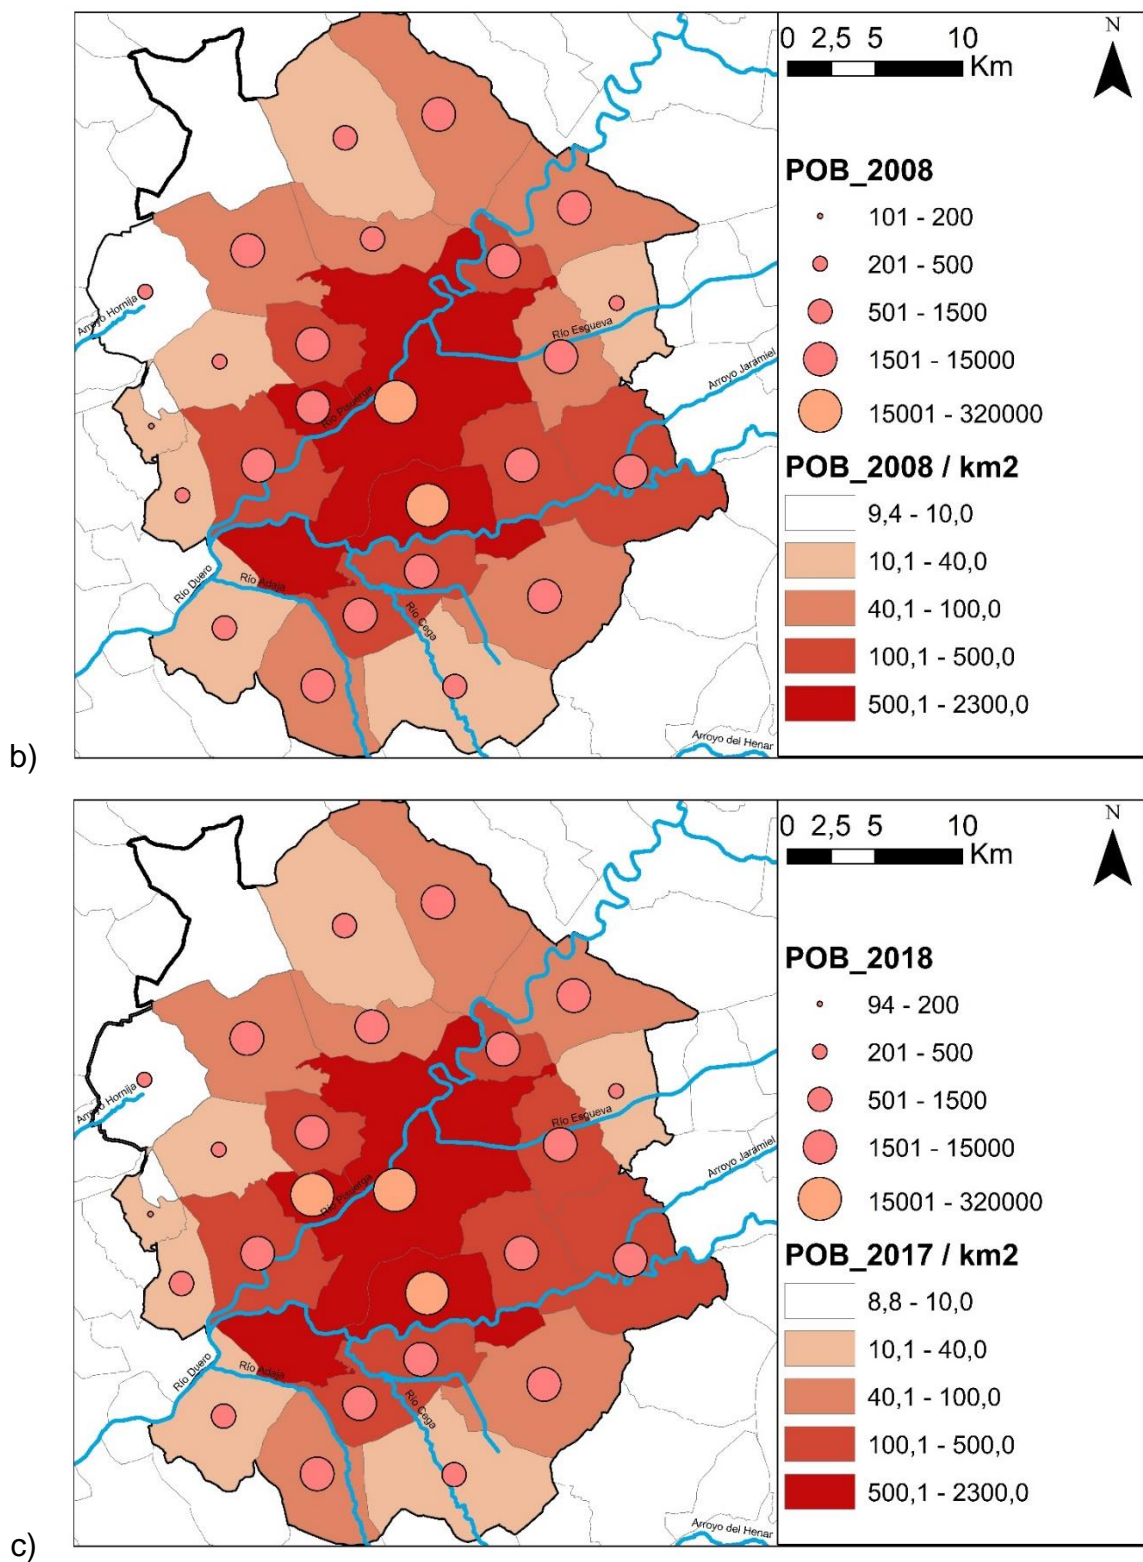 N
0 2,5 5 10
Km
POB_2008
101 - 200
201 - 500
501 - 1500
1501 - 15000
15001 - 320000
POB_2008 / km2
9,4 - 10,0
10,1 - 40,0
40,1 - 100,0
100,1 - 500,0
500,1 - 2300,0
Arroyo Hornija
Río Esgueva
Arroyo Jaramiel
Río Pisuerga
Río Duero
Río Adaja
Río Cega
Arroyo del Henar
b)
N
0 2,5 5 10
Km
POB_2018
94 - 200
201 - 500
501 - 1500
1501 - 15000
15001 - 320000
POB_2017 / km2
8,8 - 10,0
10,1 - 40,0
40,1 - 100,0
100,1 - 500,0
500,1 - 2300,0
Arroyo Hornija
Río Esgueva
Arroyo Jaramiel
Río Pisuerga
Río Duero
Río Adaja
Río Cega
Arroyo del Henar
c)